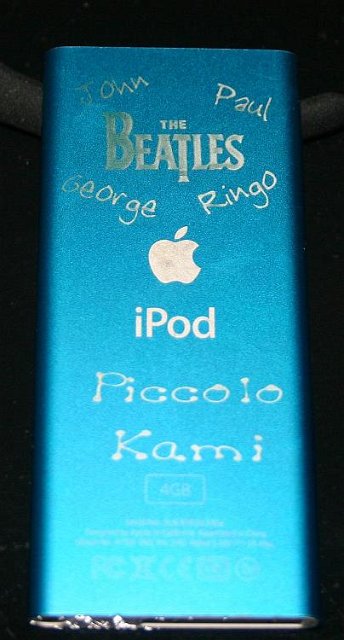 John
Paul
THE
BEATLES
George
Ringo
iPod
Piccolo
Kami
4GB